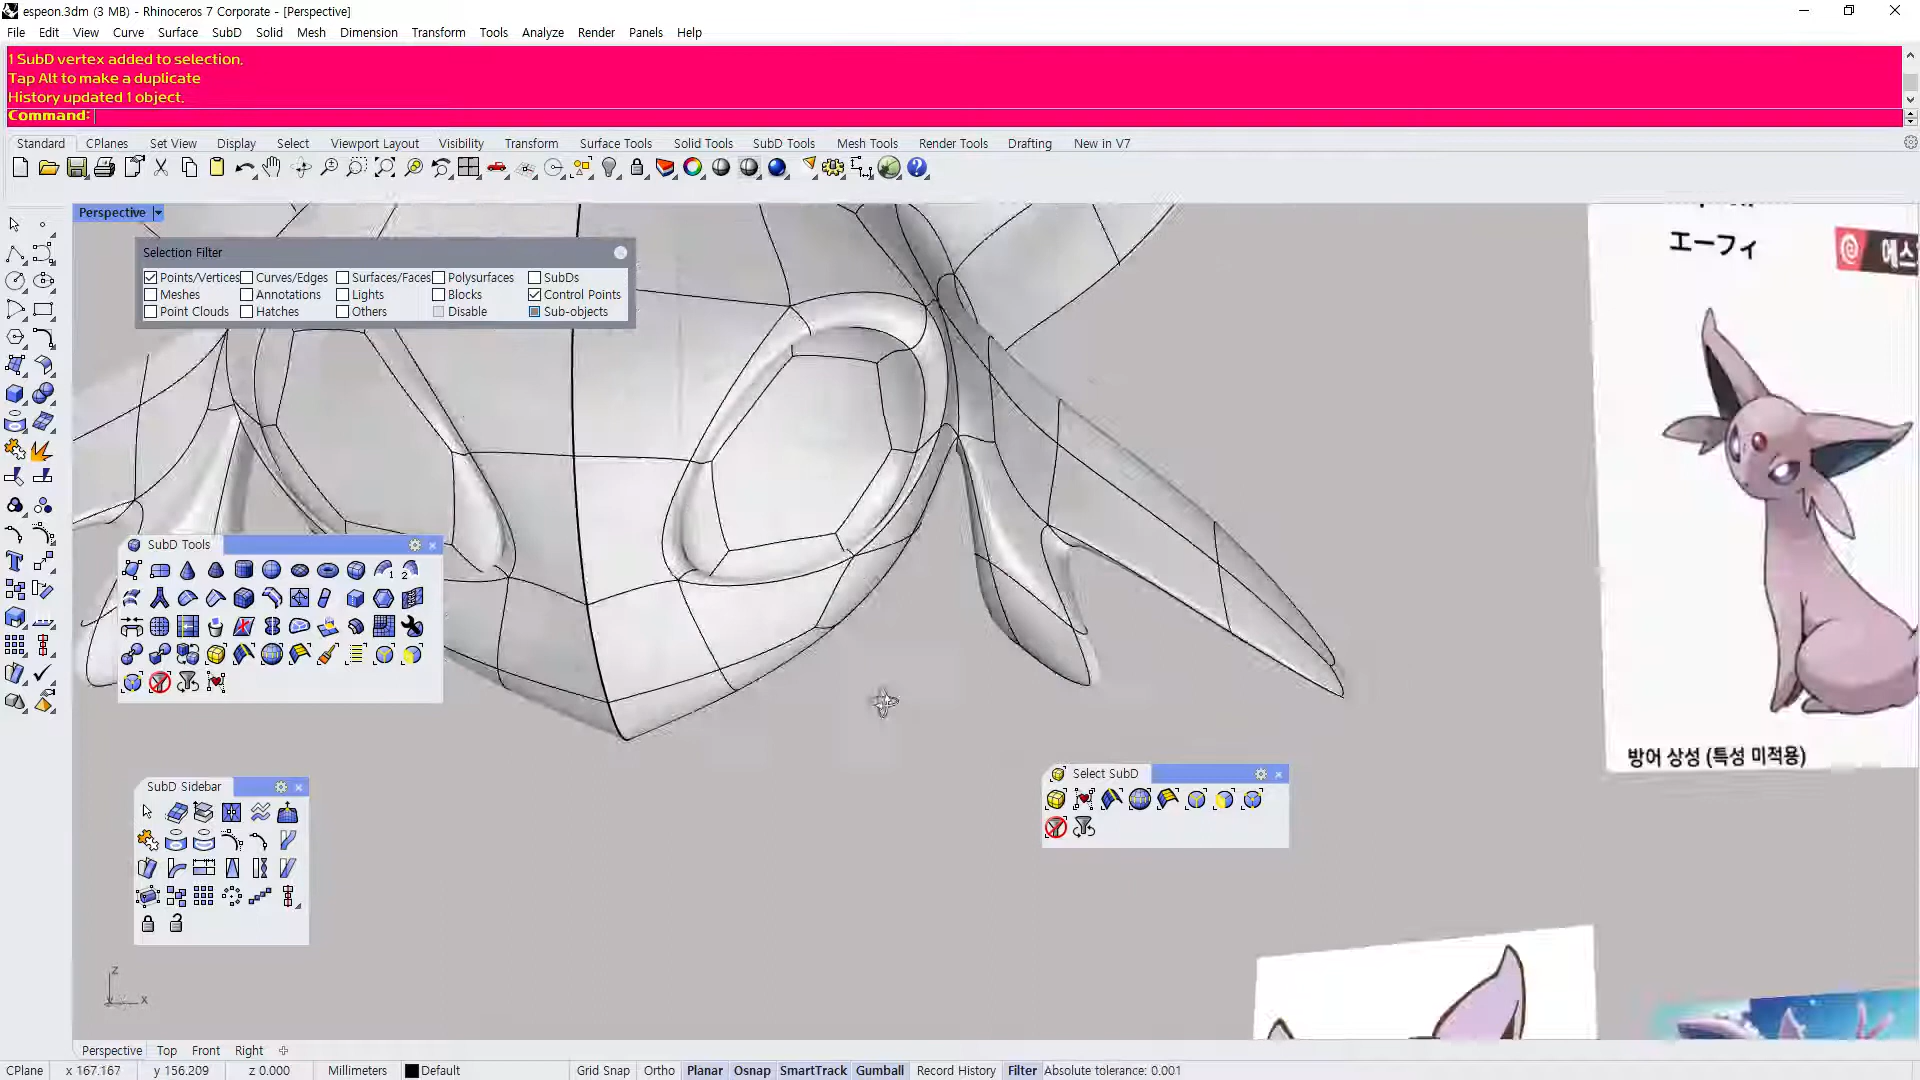 espeon.3dm (3 MB) - Rhinoceros 7 Corporate - [Perspective]
File Edit View Curve Surface SubD Solid Mesh Dimension Transform Tools Analyze Render Panels Help
1 SubD vertex added to selection.
Tap Alt to make a duplicate
History updated 1 object.
Command:
Standard CPlanes Set View Display Select Viewport Layout Visibility Transform Surface Tools Solid Tools SubD Tools Mesh Tools Render Tools Drafting New in V7
Perspective
Selection Filter
Points/Vertices Curves/Edges Surfaces/Faces Polysurfaces SubDs
Meshes Annotations Lights Blocks Control Points
Point Clouds Hatches Others Disable Sub-objects
エーフィ
에스
SubD Tools
방어 상성 (특성 미적용)
Select SubD
SubD Sidebar
z
x
Perspective Top Front Right
CPlane x 167.167 y 156.209 z 0.000 Millimeters Default Grid Snap Ortho Planar Osnap SmartTrack Gumball Record History Filter Absolute tolerance: 0.001